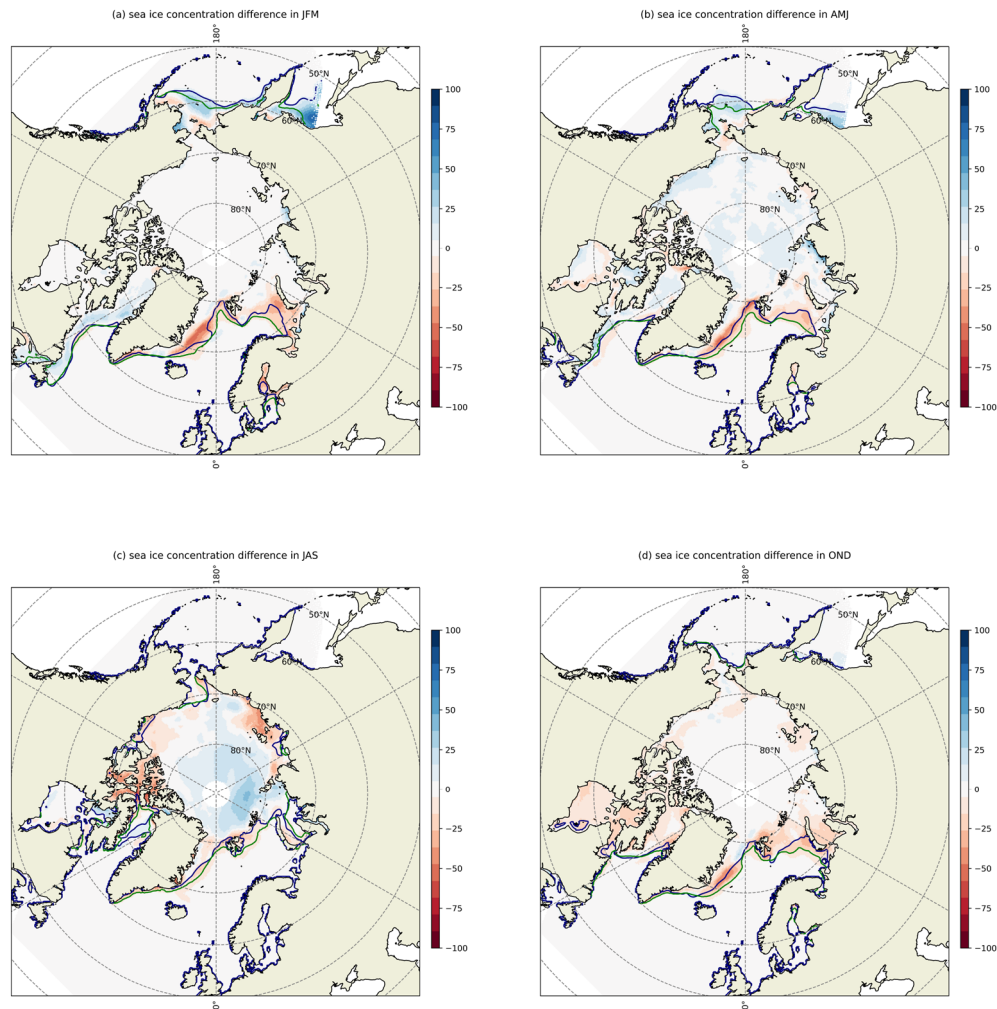 (a) sea ice concentration difference in JFM
180°
50°N
60°N
70°N
80°N
0°
100
75
50
25
0
−25
−50
−75
−100
(b) sea ice concentration difference in AMJ
180°
50°N
60°N
70°N
80°N
0°
100
75
50
25
0
−25
−50
−75
−100
(c) sea ice concentration difference in JAS
180°
50°N
60°N
70°N
80°N
0°
100
75
50
25
0
−25
−50
−75
−100
(d) sea ice concentration difference in OND
180°
50°N
60°N
70°N
80°N
0°
100
75
50
25
0
−25
−50
−75
−100